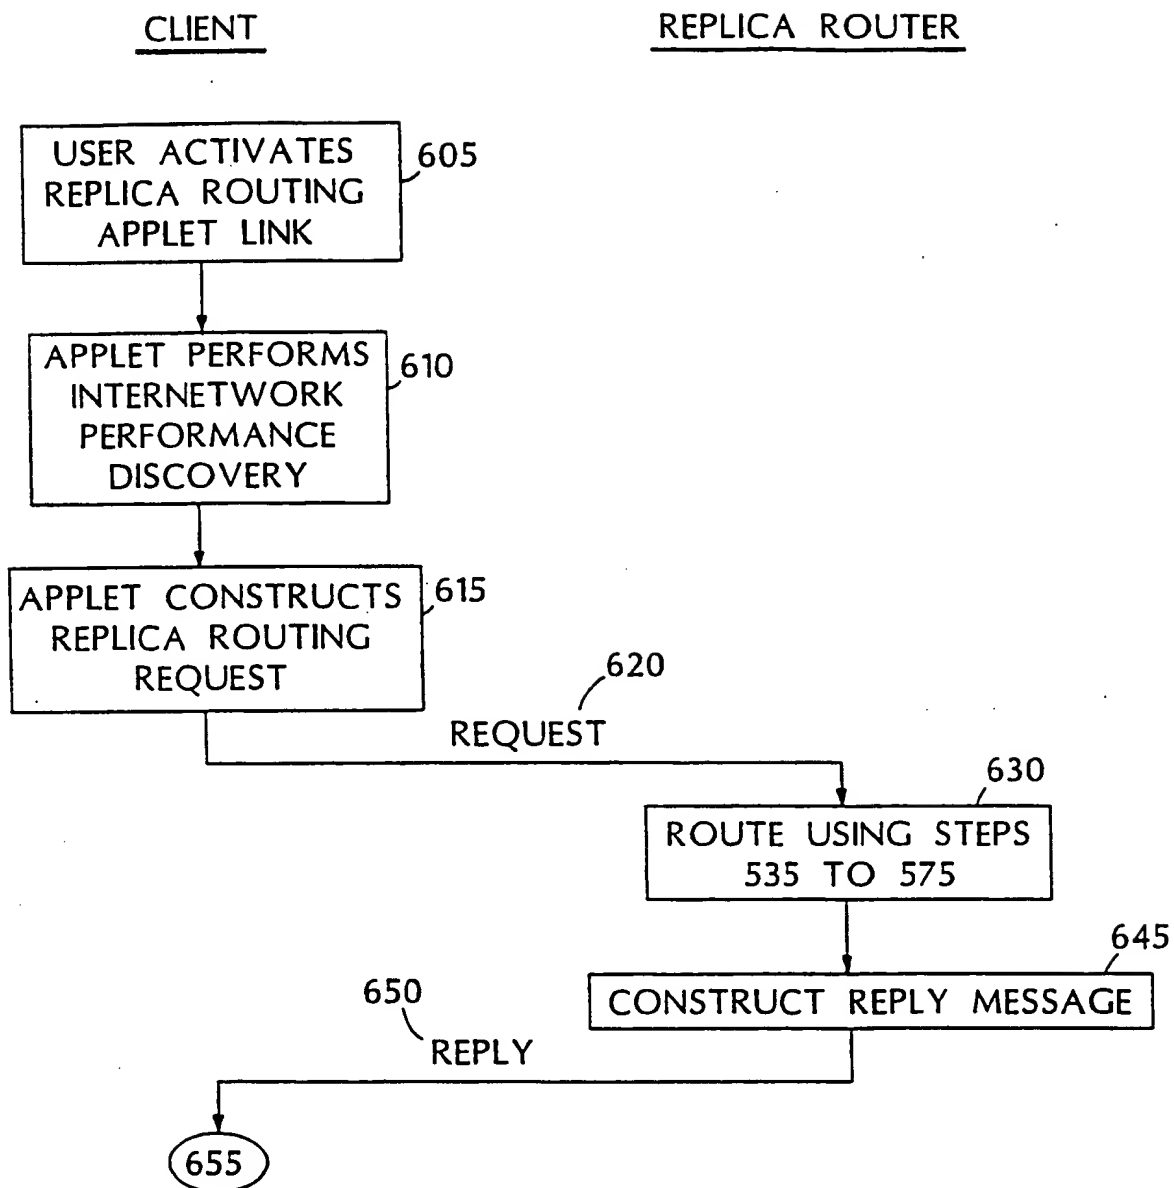 CLIENT
REPLICA ROUTER
USER ACTIVATES
REPLICA ROUTING
APPLET LINK
605
APPLET PERFORMS
INTERNETWORK
PERFORMANCE
DISCOVERY
610
APPLET CONSTRUCTS
REPLICA ROUTING
REQUEST
615
620
REQUEST
630
ROUTE USING STEPS
535 TO 575
645
CONSTRUCT REPLY MESSAGE
650
REPLY
655